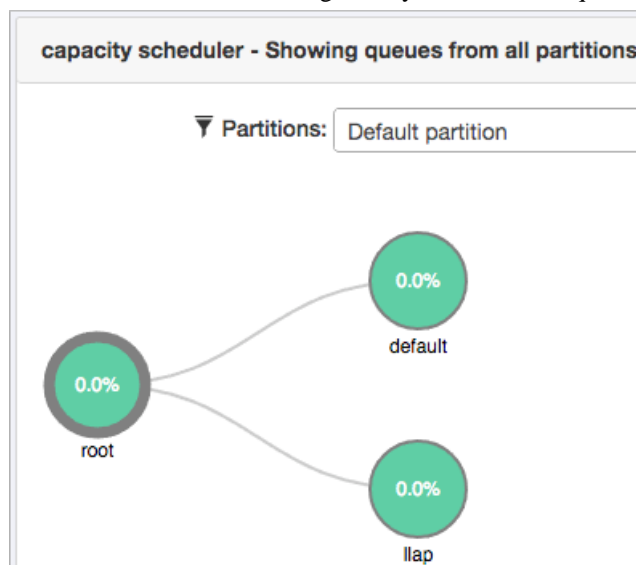 capacity scheduler - Showing queues from all partitions
Partitions: Default partition
0.0%
default
0.0%
root
0.0%
llap